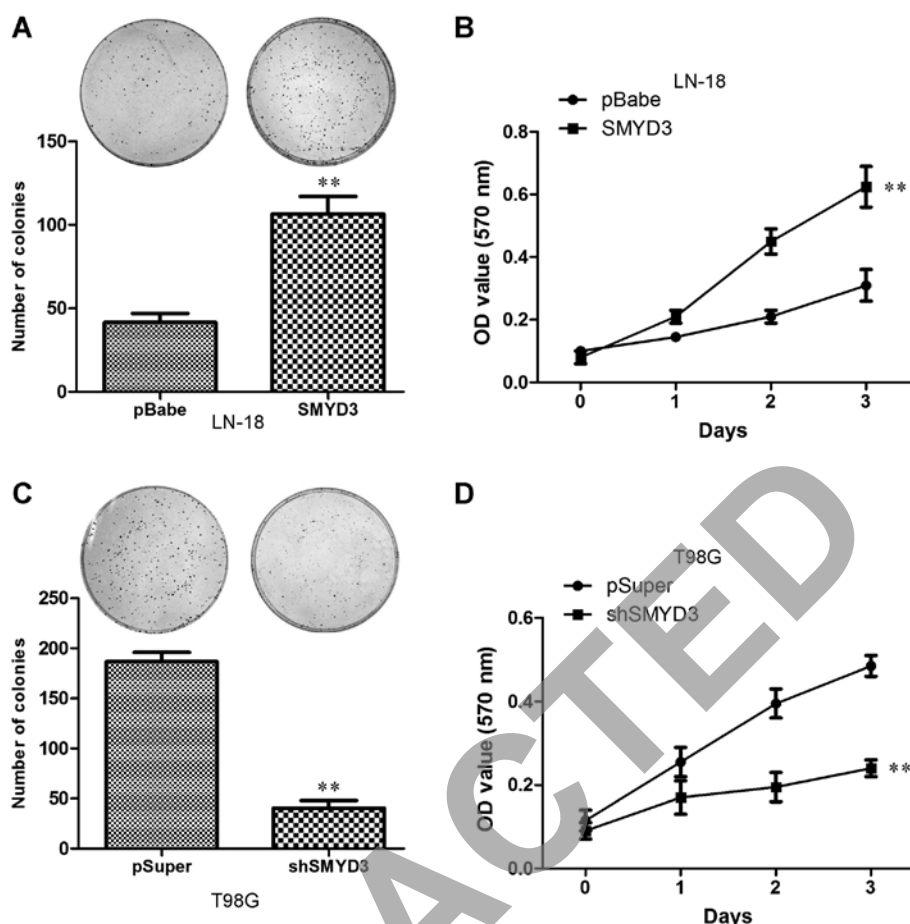 A
150
100
50
0
Number of colonies
**
pBabe
SMYD3
LN-18
B
LN-18
pBabe
SMYD3
0.8
0.6
0.4
0.2
0.0
OD value (570 nm)
**
0 1 2 3
Days
C
250
200
150
100
50
0
Number of colonies
**
pSuper
shSMYD3
T98G
D
T98G
pSuper
shSMYD3
0.6
0.4
0.2
0.0
OD value (570 nm)
**
0 1 2 3
Days
ACTED